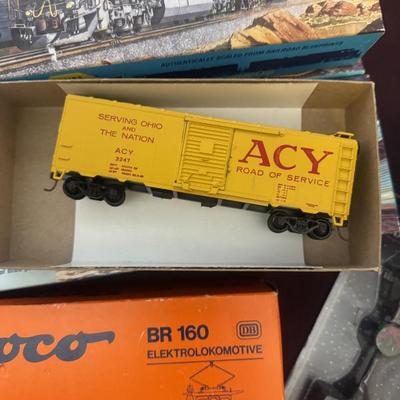 AUTHENTICALLY SCALED FROM RAILROAD BLUEPRINTS
SERVING OHIO
AND
THE NATION
ACY
3247
ACY
ROAD OF SERVICE
oco
BR 160
DB
ELEKTROLOKOMOTIVE